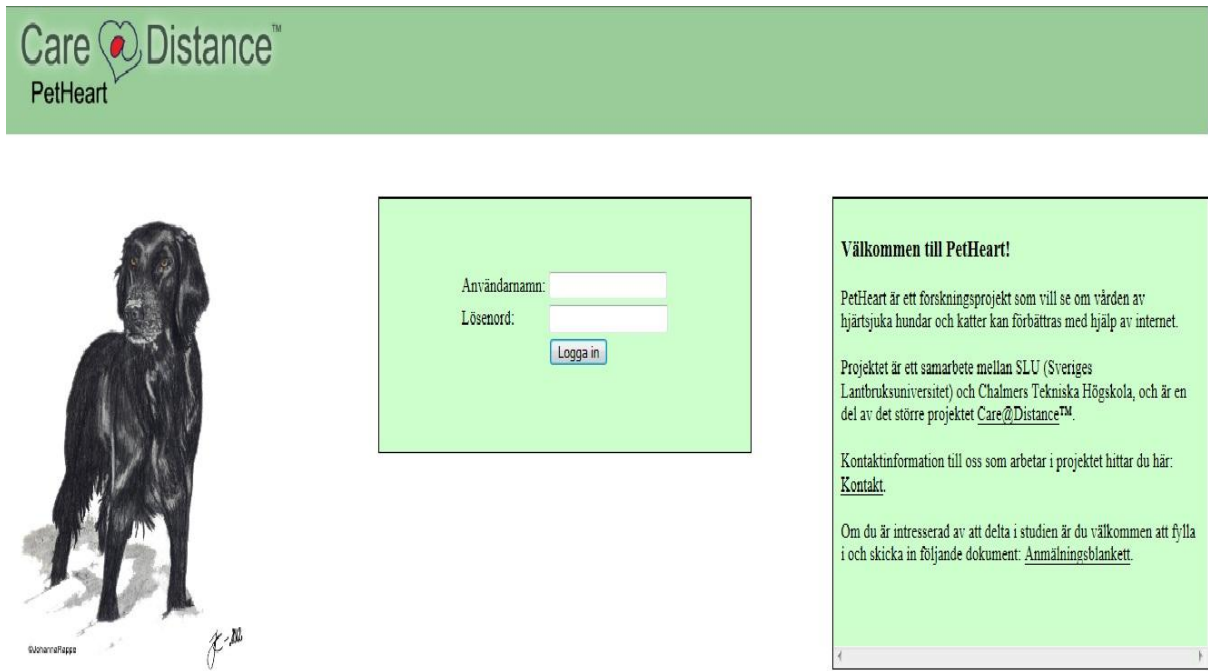 Care @ Distance™
PetHeart
Användarnamn:
Lösenord:
Logga in
Välkommen till PetHeart!
PetHeart är ett forskningsprojekt som vill se om vården av
hjärtsjuka hundar och katter kan förbättras med hjälp av internet.
Projektet är ett samarbete mellan SLU (Sveriges
Lantbruksuniversitet) och Chalmers Tekniska Högskola, och är en
del av det större projektet Care@Distance™.
Kontaktinformation till oss som arbetar i projektet hittar du här:
Kontakt.
Om du är intresserad av att delta i studien är du välkommen att fylla
i och skicka in följande dokument: Anmälningsblankett.
©JohannaRappe